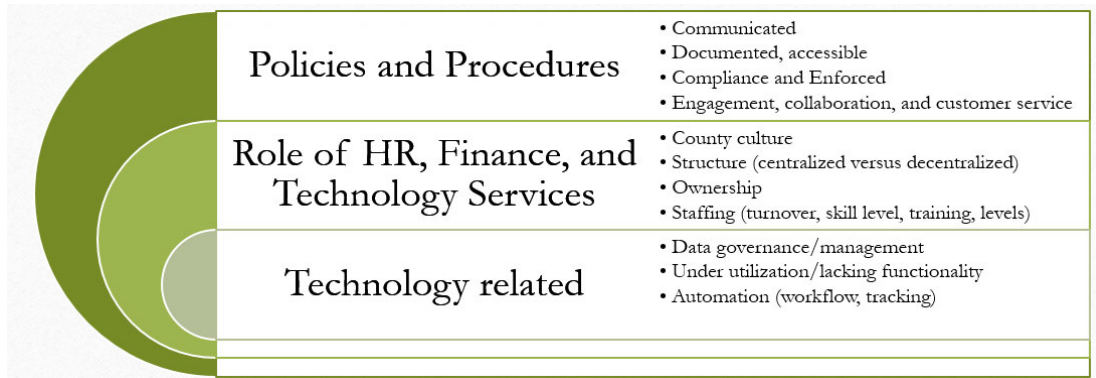 Policies and Procedures
• Communicated
• Documented, accessible
• Compliance and Enforced
• Engagement, collaboration, and customer service
Role of HR, Finance, and
Technology Services
• County culture
• Structure (centralized versus decentralized)
• Ownership
• Staffing (turnover, skill level, training, levels)
Technology related
• Data governance/management
• Under utilization/lacking functionality
• Automation (workflow, tracking)